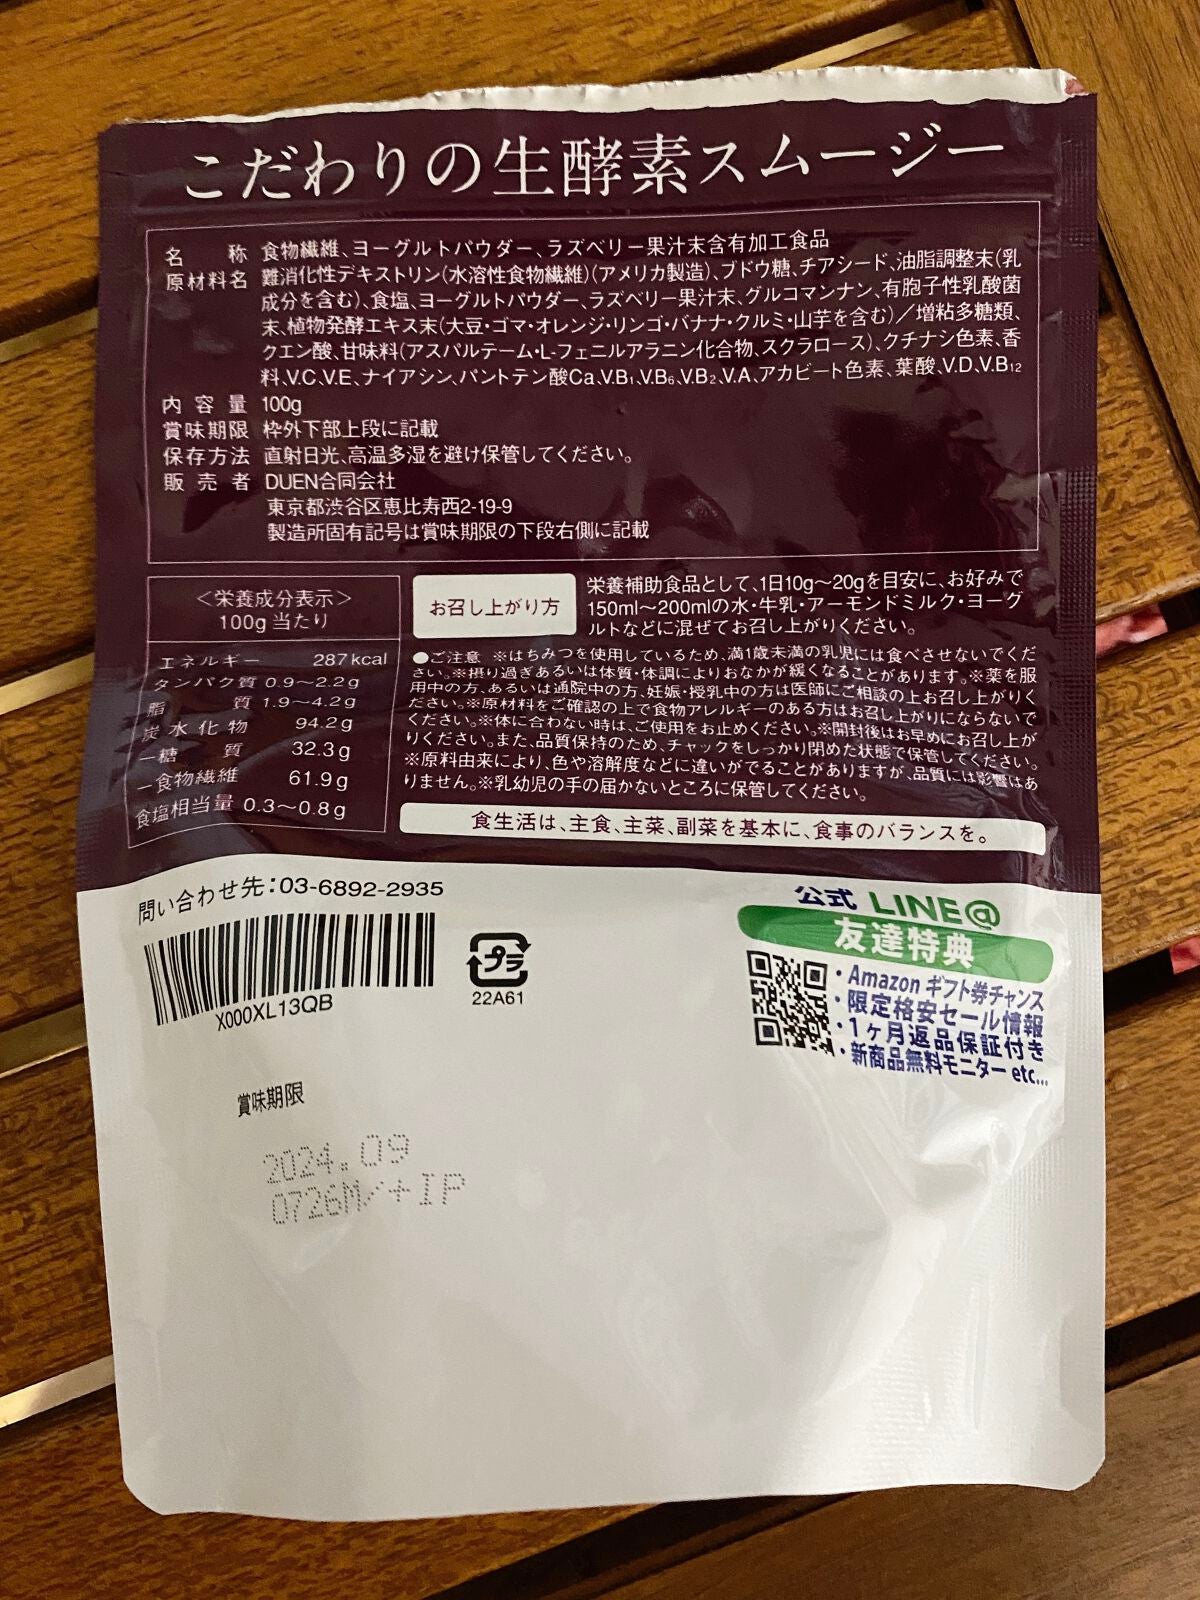 こだわりの生酵素スムージー
名称 食物繊維、ヨーグルトパウダー、ラズベリー果汁末含有加工食品
原材料名 難消化性デキストリン(水溶性食物繊維)(アメリカ製造)、ブドウ糖、チアシード、油脂調整末(乳
成分を含む)、食塩、ヨーグルトパウダー、ラズベリー果汁末、グルコマンナン、有胞子性乳酸菌
末、植物発酵エキス末(大豆・ゴマ・オレンジ・リンゴ・バナナ・クルミ・山芋を含む)／増粘多糖類、
クエン酸、甘味料(アスパルテーム・L-フェニルアラニン化合物、スクラロース)、クチナシ色素、香
料、V.C、V.E、ナイアシン、パントテン酸Ca、V.B₁、V.B₆、V.B₂、V.A、アカビート色素、葉酸、V.D、V.B₁₂
内容量 100g
賞味期限 枠外下部上段に記載
保存方法 直射日光、高温多湿を避け保管してください。
販売者 DUEN合同会社
東京都渋谷区恵比寿西2-19-9
製造所固有記号は賞味期限の下段右側に記載
＜栄養成分表示＞
100g当たり
エネルギー 287kcal
タンパク質 0.9〜2.2g
脂質 1.9〜4.2g
炭水化物 94.2g
ー糖質 32.3g
ー食物繊維 61.9g
食塩相当量 0.3〜0.8g
お召し上がり方
栄養補助食品として、1日10g〜20gを目安に、お好みで
150ml〜200mlの水・牛乳・アーモンドミルク・ヨーグ
ルトなどに混ぜてお召し上がりください。
●ご注意 ※はちみつを使用しているため、満1歳未満の乳児には食べさせないでくだ
さい。※摂り過ぎあるいは体質・体調によりおなかが緩くなることがあります。※薬を服
用中の方、あるいは通院中の方、妊娠・授乳中の方は医師にご相談の上お召し上がりく
ださい。※原材料をご確認の上で食物アレルギーのある方はお召し上がりにならないで
ください。※体に合わない時は、ご使用をお止めください。※開封後はお早めにお召し上が
りください。また、品質保持のため、チャックをしっかり閉めた状態で保管してください。
※原料由来により、色や溶解度などに違いがでることがありますが、品質には影響はあ
りません。※乳幼児の手の届かないところに保管してください。
食生活は、主食、主菜、副菜を基本に、食事のバランスを。
問い合わせ先：03-6892-2935
X000XL13QB
プラ
22A61
公式 LINE@
友達特典
・Amazon ギフト券チャンス
・限定格安セール情報
・1ヶ月返品保証付き
・新商品無料モニター etc...
賞味期限
2024.09
0726M/+IP